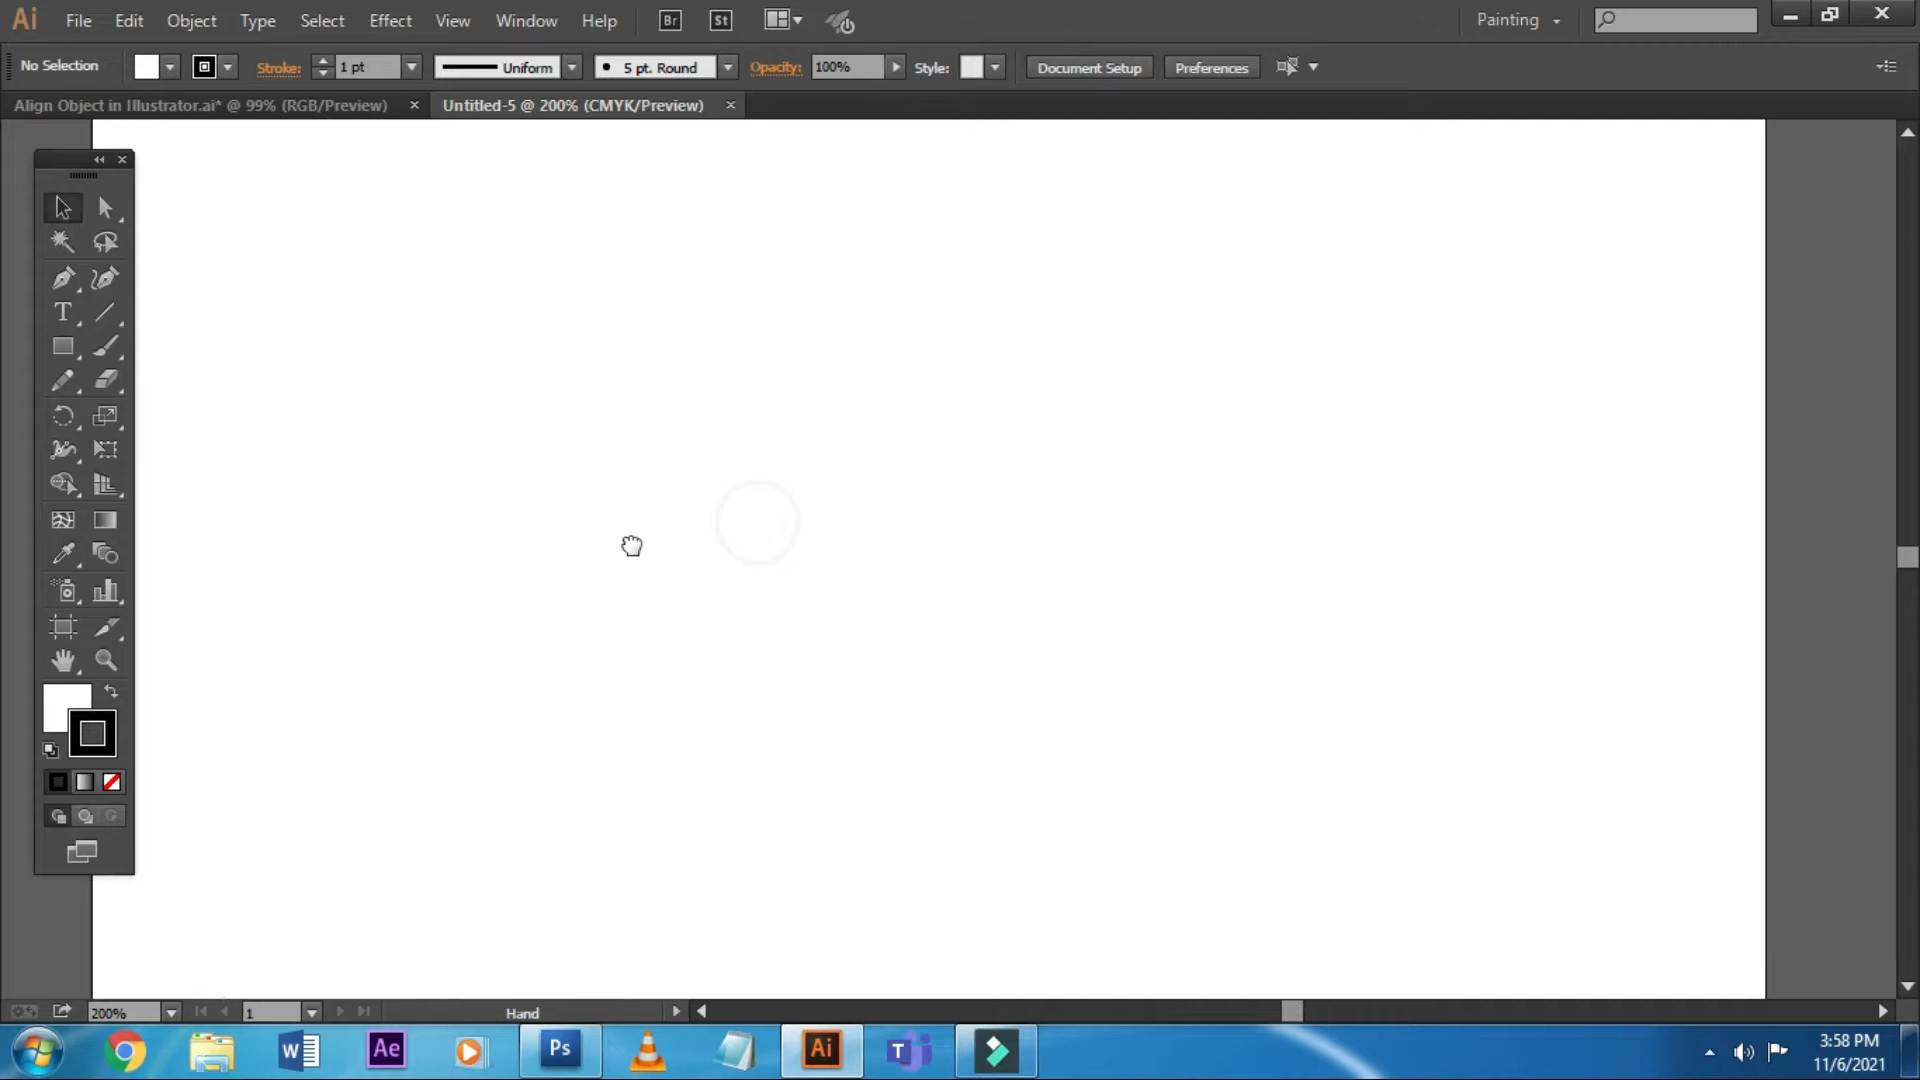 Ai File Edit Object Type Select Effect View Window Help Br St Painting
No Selection Stroke: 1 pt Uniform 5 pt. Round Opacity: 100% Style: Document Setup Preferences
Align Object in Illustrator.ai* @ 99% (RGB/Preview) × Untitled-5 @ 200% (CMYK/Preview) ×
T
200% 1 Hand
W Ae Ps Ai T 3:58 PM
11/6/2021